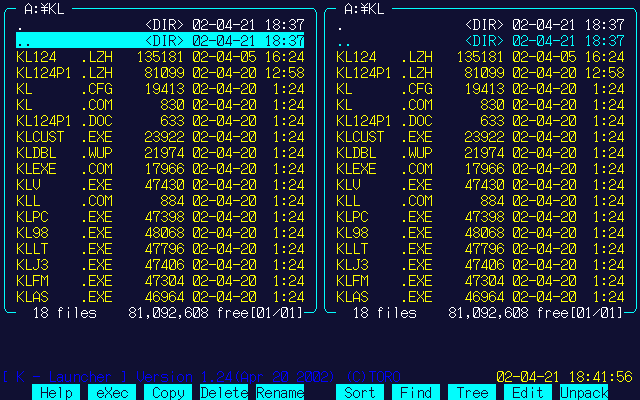 A:¥KL
. <DIR> 02-04-21 18:37
.. <DIR> 02-04-21 18:37
KL124 .LZH 135181 02-04-05 16:24
KL124P1 .LZH 81099 02-04-20 12:58
KL .CFG 19413 02-04-20 1:24
KL .COM 830 02-04-20 1:24
KL124P1 .DOC 633 02-04-20 1:24
KLCUST .EXE 23922 02-04-20 1:24
KLDBL .WUP 21974 02-04-20 1:24
KLEXE .COM 17966 02-04-20 1:24
KLV .EXE 47430 02-04-20 1:24
KLL .COM 884 02-04-20 1:24
KLPC .EXE 47398 02-04-20 1:24
KL98 .EXE 48068 02-04-20 1:24
KLLT .EXE 47796 02-04-20 1:24
KLJ3 .EXE 47406 02-04-20 1:24
KLFM .EXE 47304 02-04-20 1:24
KLAS .EXE 46964 02-04-20 1:24
18 files 81,092,608 free[01/01]
A:¥KL
. <DIR> 02-04-21 18:37
.. <DIR> 02-04-21 18:37
KL124 .LZH 135181 02-04-05 16:24
KL124P1 .LZH 81099 02-04-20 12:58
KL .CFG 19413 02-04-20 1:24
KL .COM 830 02-04-20 1:24
KL124P1 .DOC 633 02-04-20 1:24
KLCUST .EXE 23922 02-04-20 1:24
KLDBL .WUP 21974 02-04-20 1:24
KLEXE .COM 17966 02-04-20 1:24
KLV .EXE 47430 02-04-20 1:24
KLL .COM 884 02-04-20 1:24
KLPC .EXE 47398 02-04-20 1:24
KL98 .EXE 48068 02-04-20 1:24
KLLT .EXE 47796 02-04-20 1:24
KLJ3 .EXE 47406 02-04-20 1:24
KLFM .EXE 47304 02-04-20 1:24
KLAS .EXE 46964 02-04-20 1:24
18 files 81,092,608 free[01/01]
[ K - Launcher ] Version 1.24(Apr 20,2002) (C)TORO 02-04-21 18:41:56
Help eXec Copy Delete Rename Sort Find Tree Edit Unpack